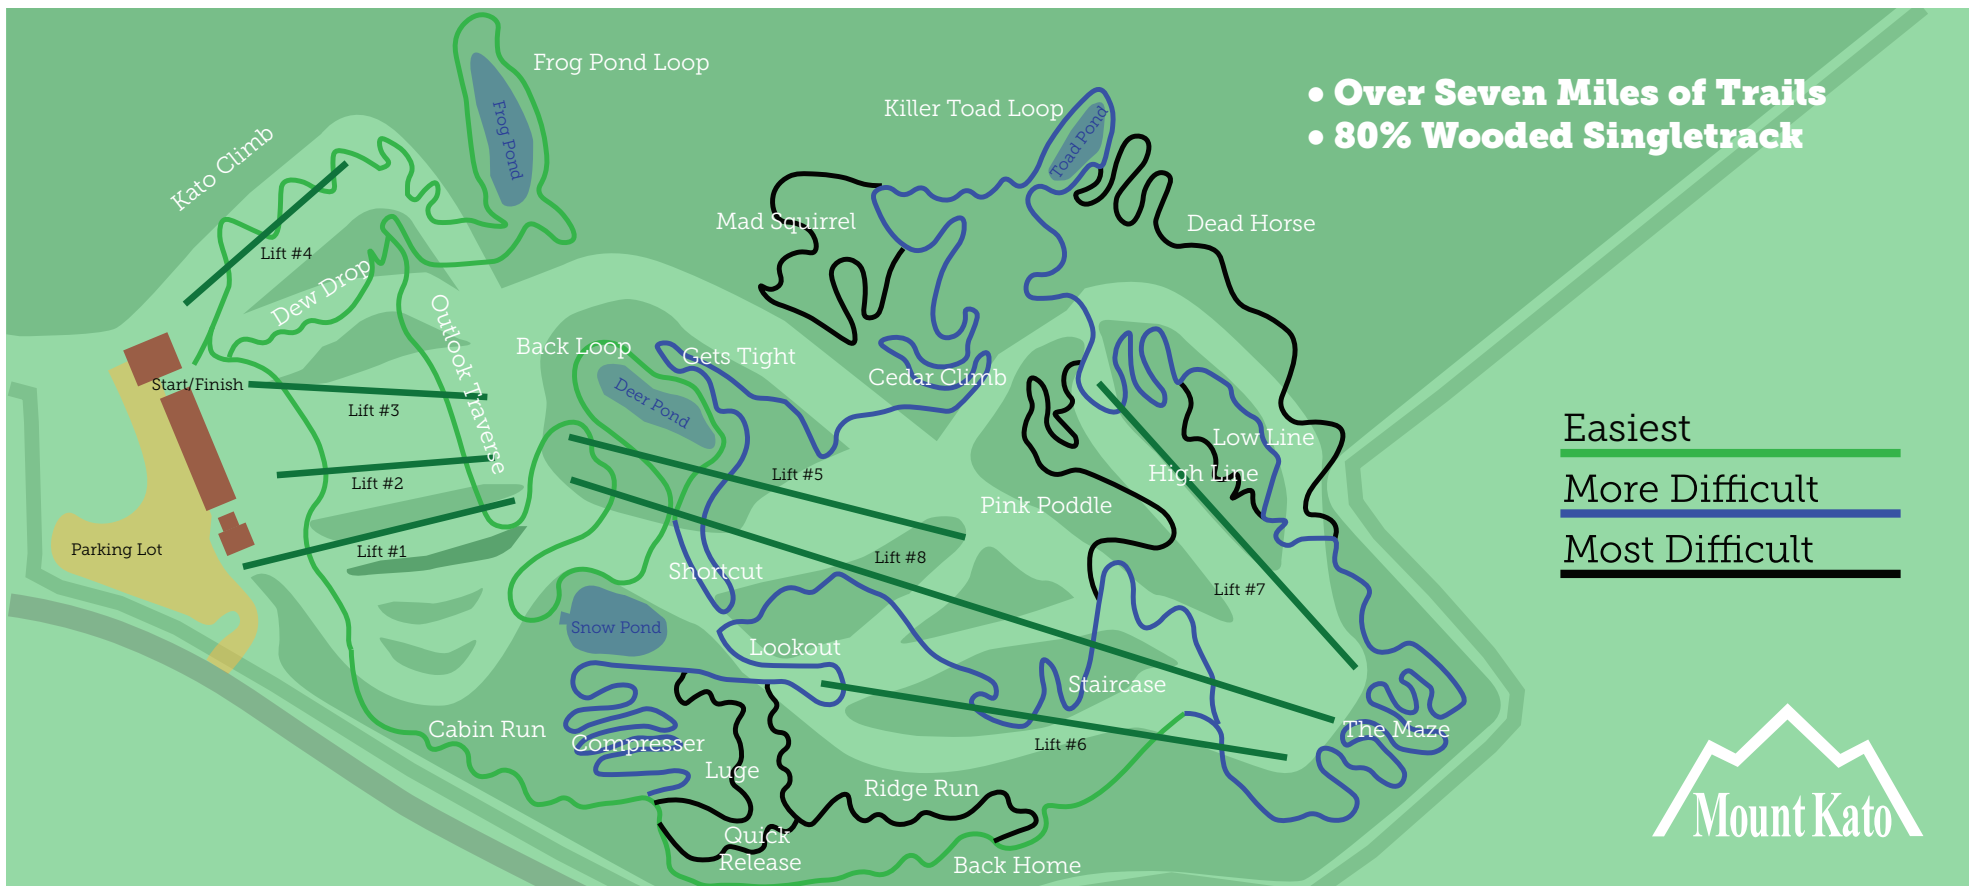 Frog Pond Loop
Frog Pond
Kato Climb
Killer Toad Loop
Toad Pond
• Over Seven Miles of Trails
• 80% Wooded Singletrack
Mad Squirrel
Dead Horse
Lift #4
Dew Drop
Outlook Traverse
Back Loop
Gets Tight
Cedar Climb
Start/Finish
Lift #3
Deer Pond
Low Line
High Line
Easiest
Lift #2
Lift #5
Pink Poddle
More Difficult
Parking Lot
Lift #1
Lift #8
Shortcut
Most Difficult
Lift #7
Snow Pond
Lookout
Staircase
Cabin Run
Compresser
Lift #6
The Maze
Luge
Ridge Run
Quick
Release
Back Home
Mount Kato